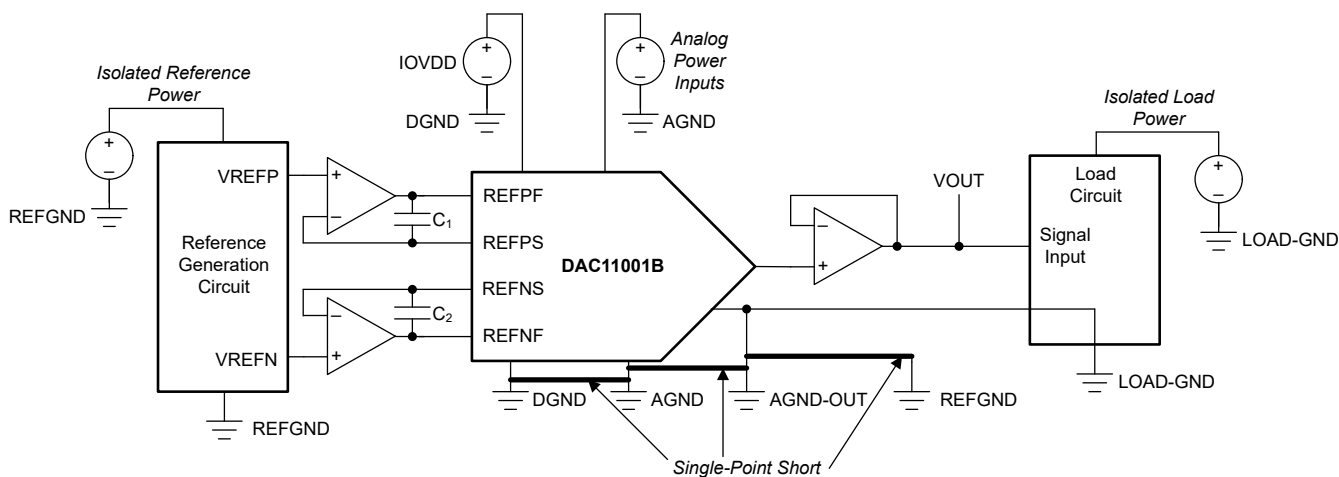 Isolated Reference
Power
REFGND
IOVDD
DGND
Analog
Power
Inputs
AGND
Isolated Load
Power
LOAD-GND
VREFP
Reference
Generation
Circuit
VREFN
REFGND
C1
C2
REFPF
REFPS
REFNS
REFNF
DAC11001B
VOUT
Load
Circuit
Signal
Input
LOAD-GND
DGND
AGND
AGND-OUT
REFGND
Single-Point Short
+
−
+
−
+
−
+
−
+
−
−
+
−
+